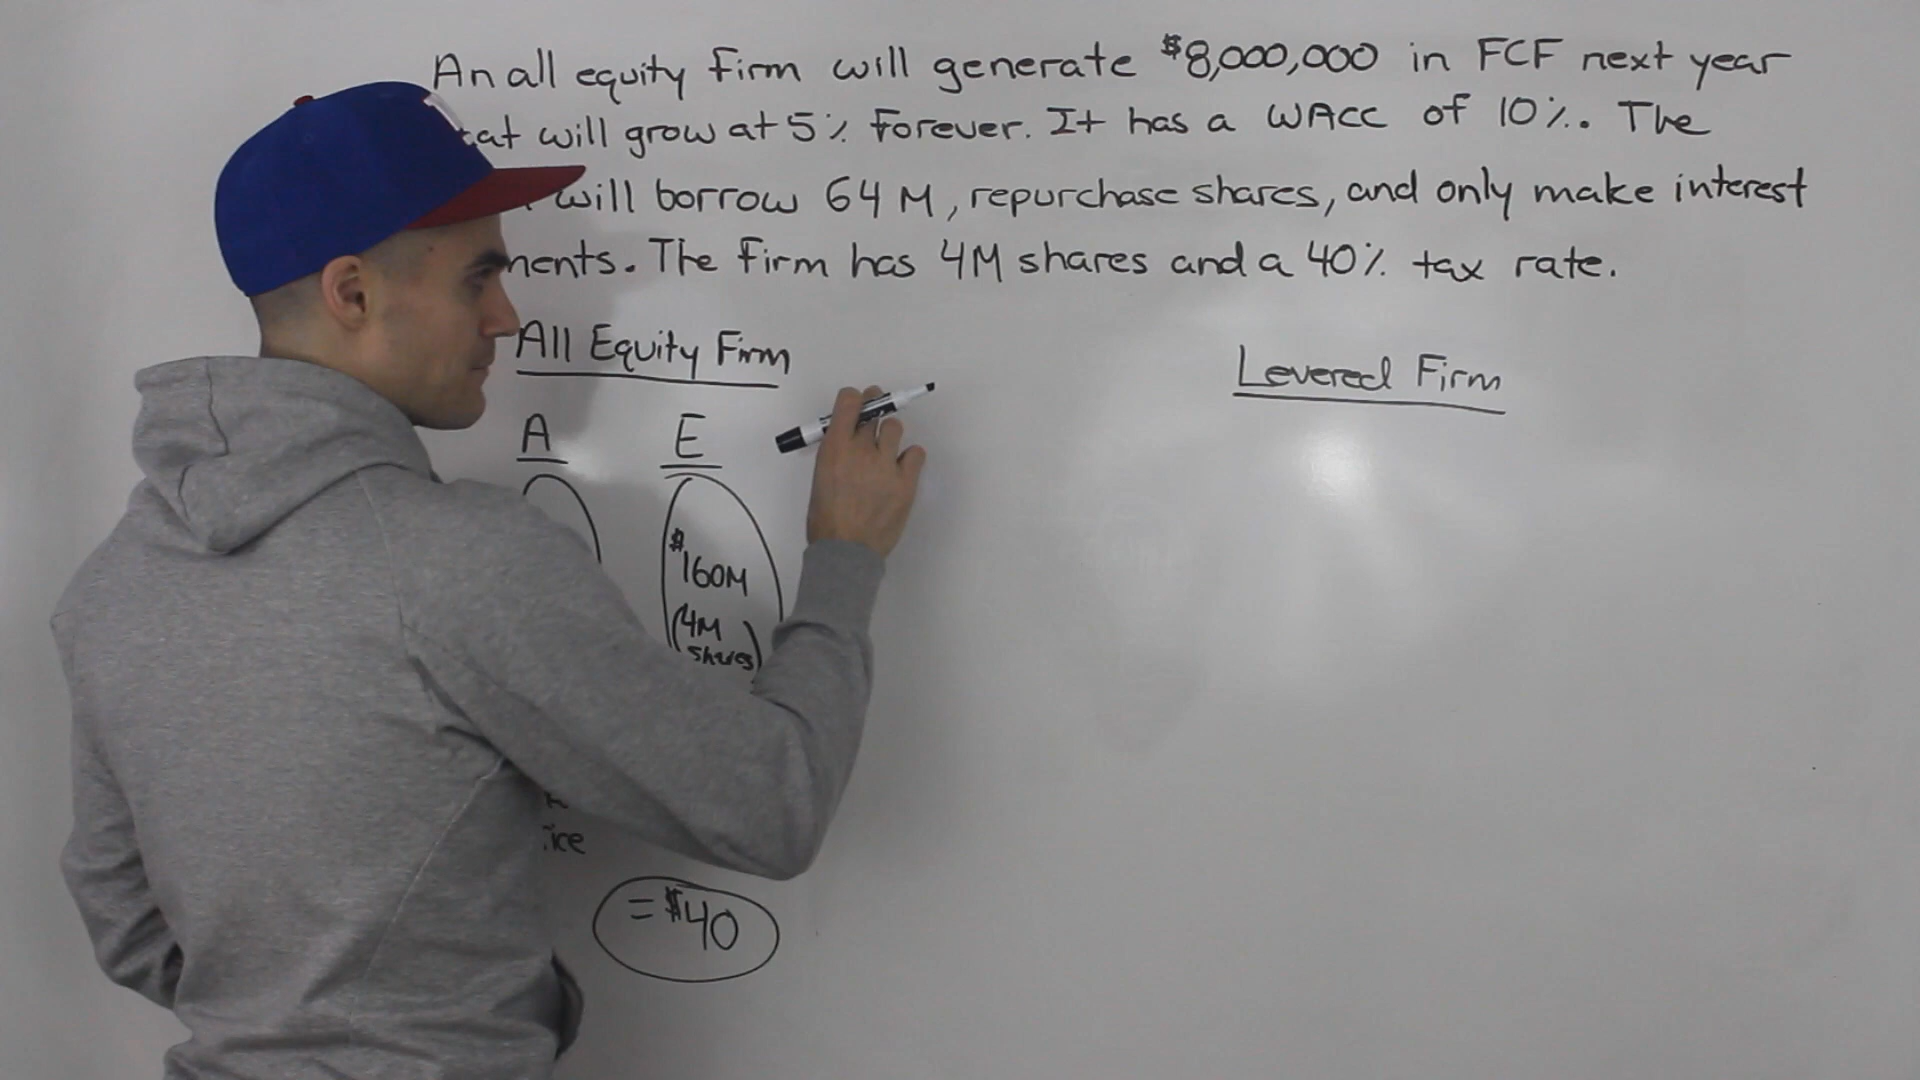 An all equity firm will generate $8,000,000 in FCF next year
will grow at 5% forever. It has a WACC of 10%. The
will borrow 64M, repurchase shares, and only make interest
ments. The firm has 4M shares and a 40% tax rate.
All Equity Firm
Levered Firm
A E
$160M
(4M
shares)
ice
= $40